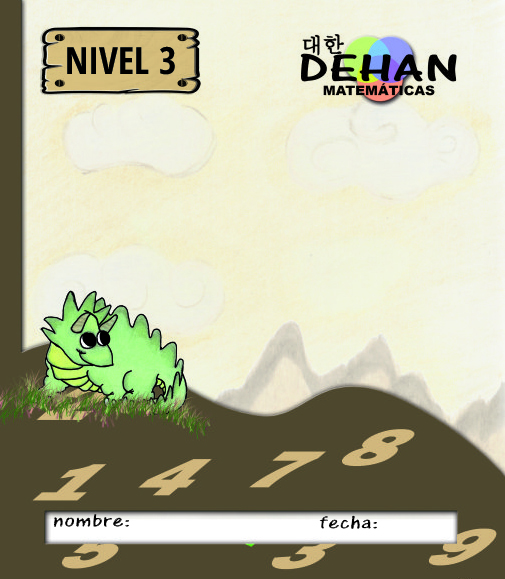 NIVEL 3
대한
DEHAN
MATEMÁTICAS
8
1 4 7
nombre: fecha:
5 3 9